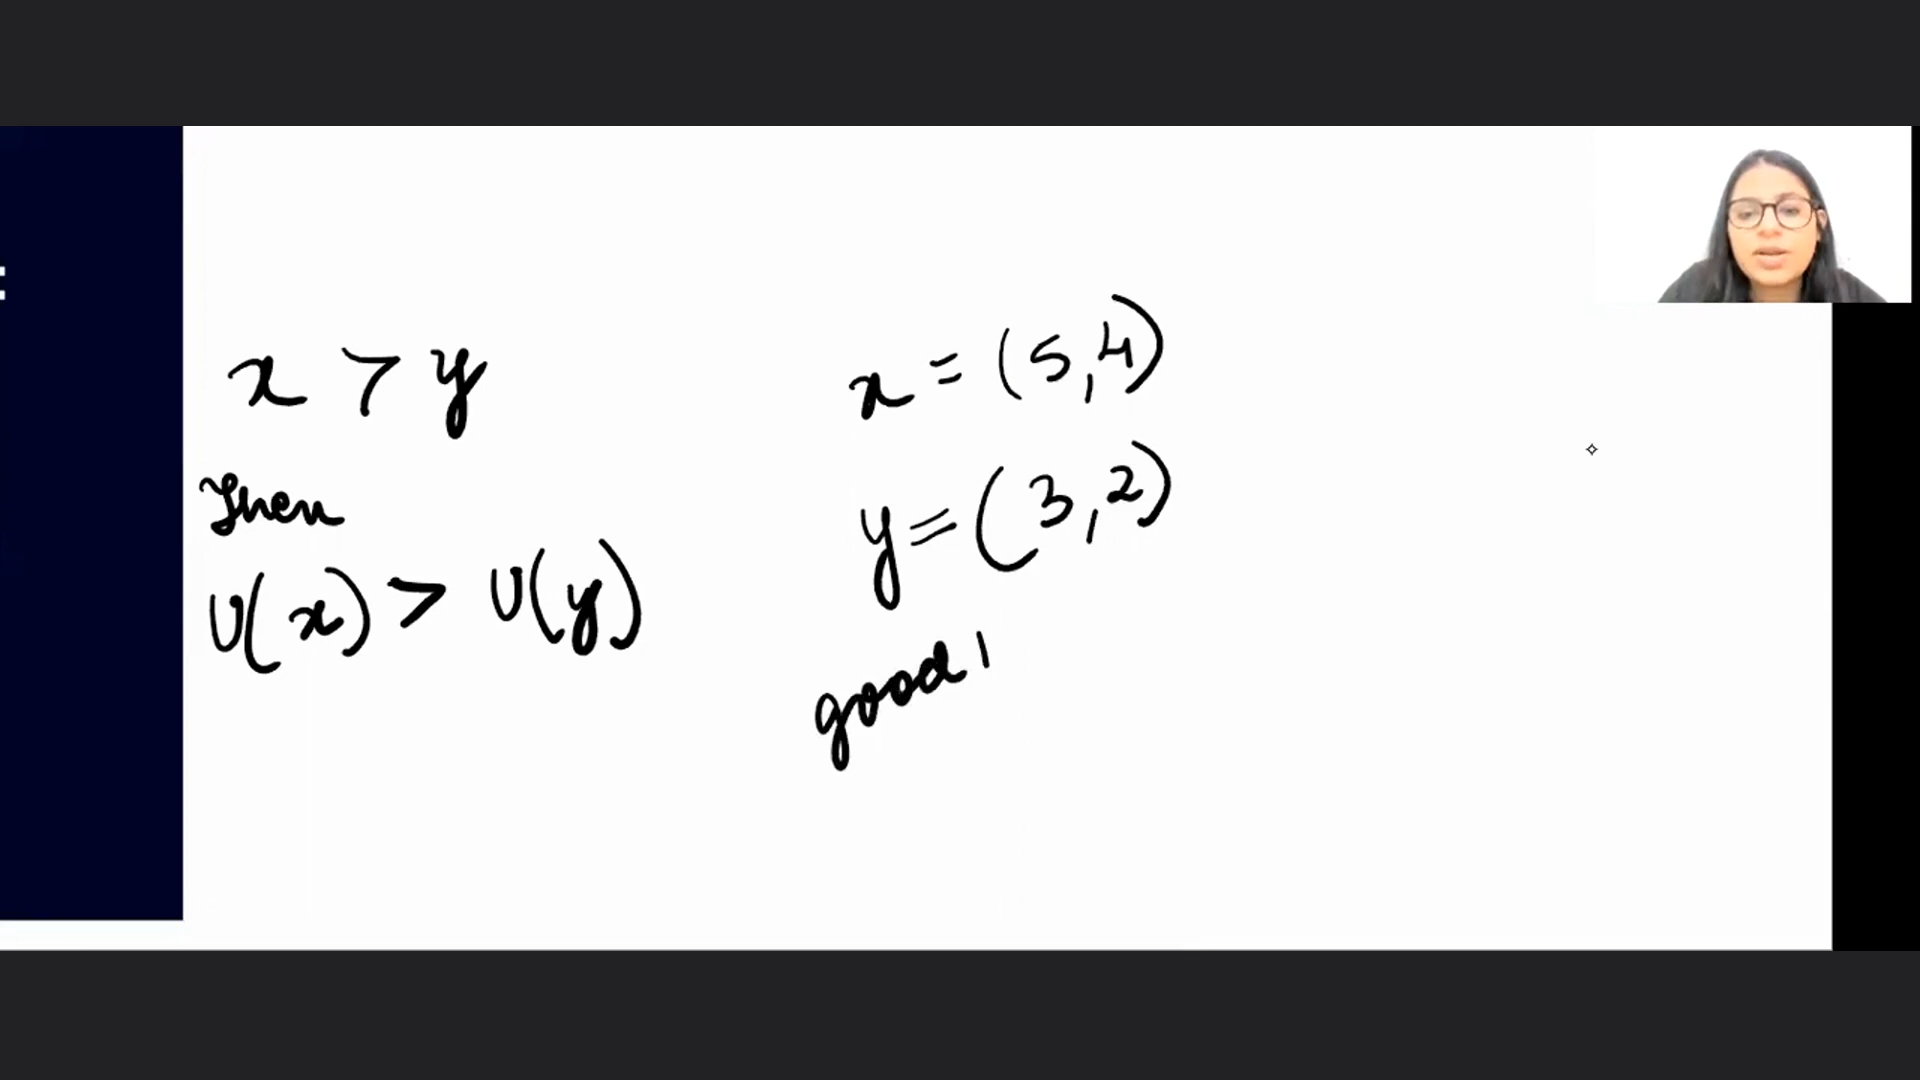 x > y
Then
U(x) > U(y)
x = (5,4)
y = (3,2)
good 1